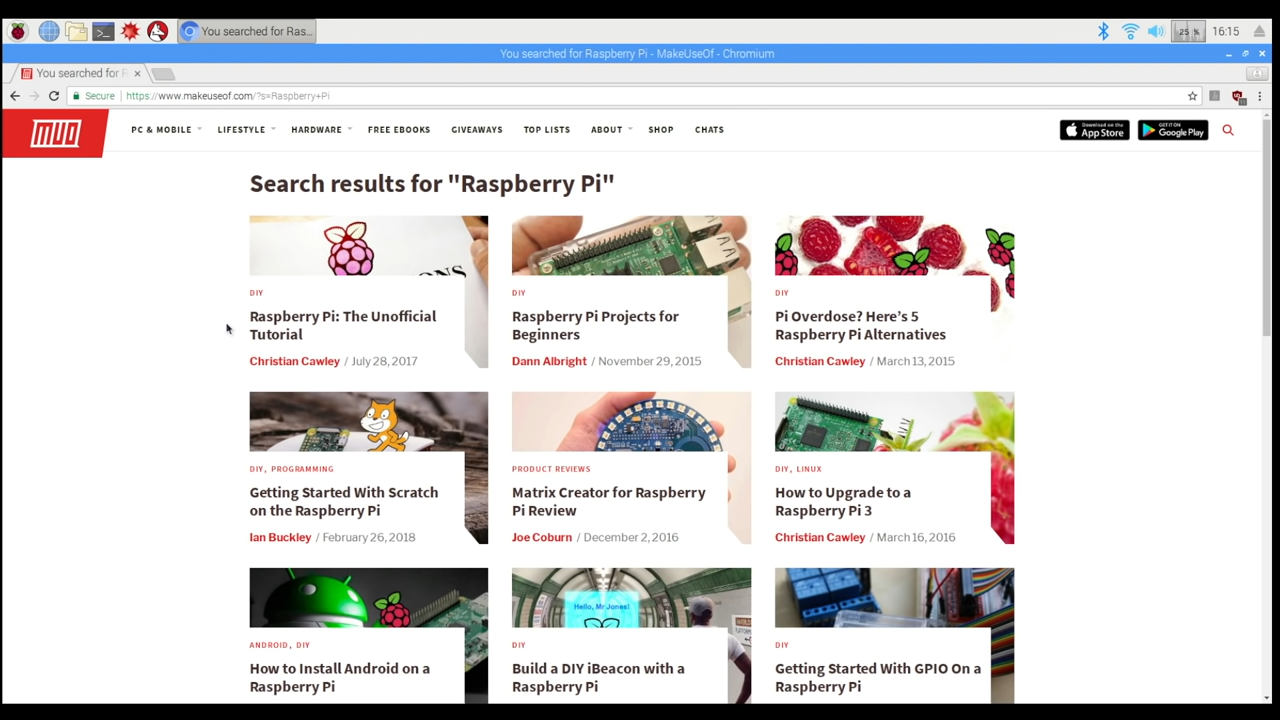 You searched for Ras...
25 %
16:15
You searched for Raspberry Pi - MakeUseOf - Chromium
You searched for R
Secure
https://www.makeuseof.com/?s=Raspberry+Pi
MUO
PC & MOBILE
LIFESTYLE
HARDWARE
FREE EBOOKS
GIVEAWAYS
TOP LISTS
ABOUT
SHOP
CHATS
Download on the
App Store
GET IT ON
Google Play
Search results for "Raspberry Pi"
DIY
Raspberry Pi: The Unofficial
Tutorial
Christian Cawley / July 28, 2017
DIY
Raspberry Pi Projects for
Beginners
Dann Albright / November 29, 2015
DIY
Pi Overdose? Here’s 5
Raspberry Pi Alternatives
Christian Cawley / March 13, 2015
DIY, PROGRAMMING
Getting Started With Scratch
on the Raspberry Pi
Ian Buckley / February 26, 2018
PRODUCT REVIEWS
Matrix Creator for Raspberry
Pi Review
Joe Coburn / December 2, 2016
DIY, LINUX
How to Upgrade to a
Raspberry Pi 3
Christian Cawley / March 16, 2016
ANDROID, DIY
How to Install Android on a
Raspberry Pi
Hello, Mr Jones!
DIY
Build a DIY iBeacon with a
Raspberry Pi
DIY
Getting Started With GPIO On a
Raspberry Pi